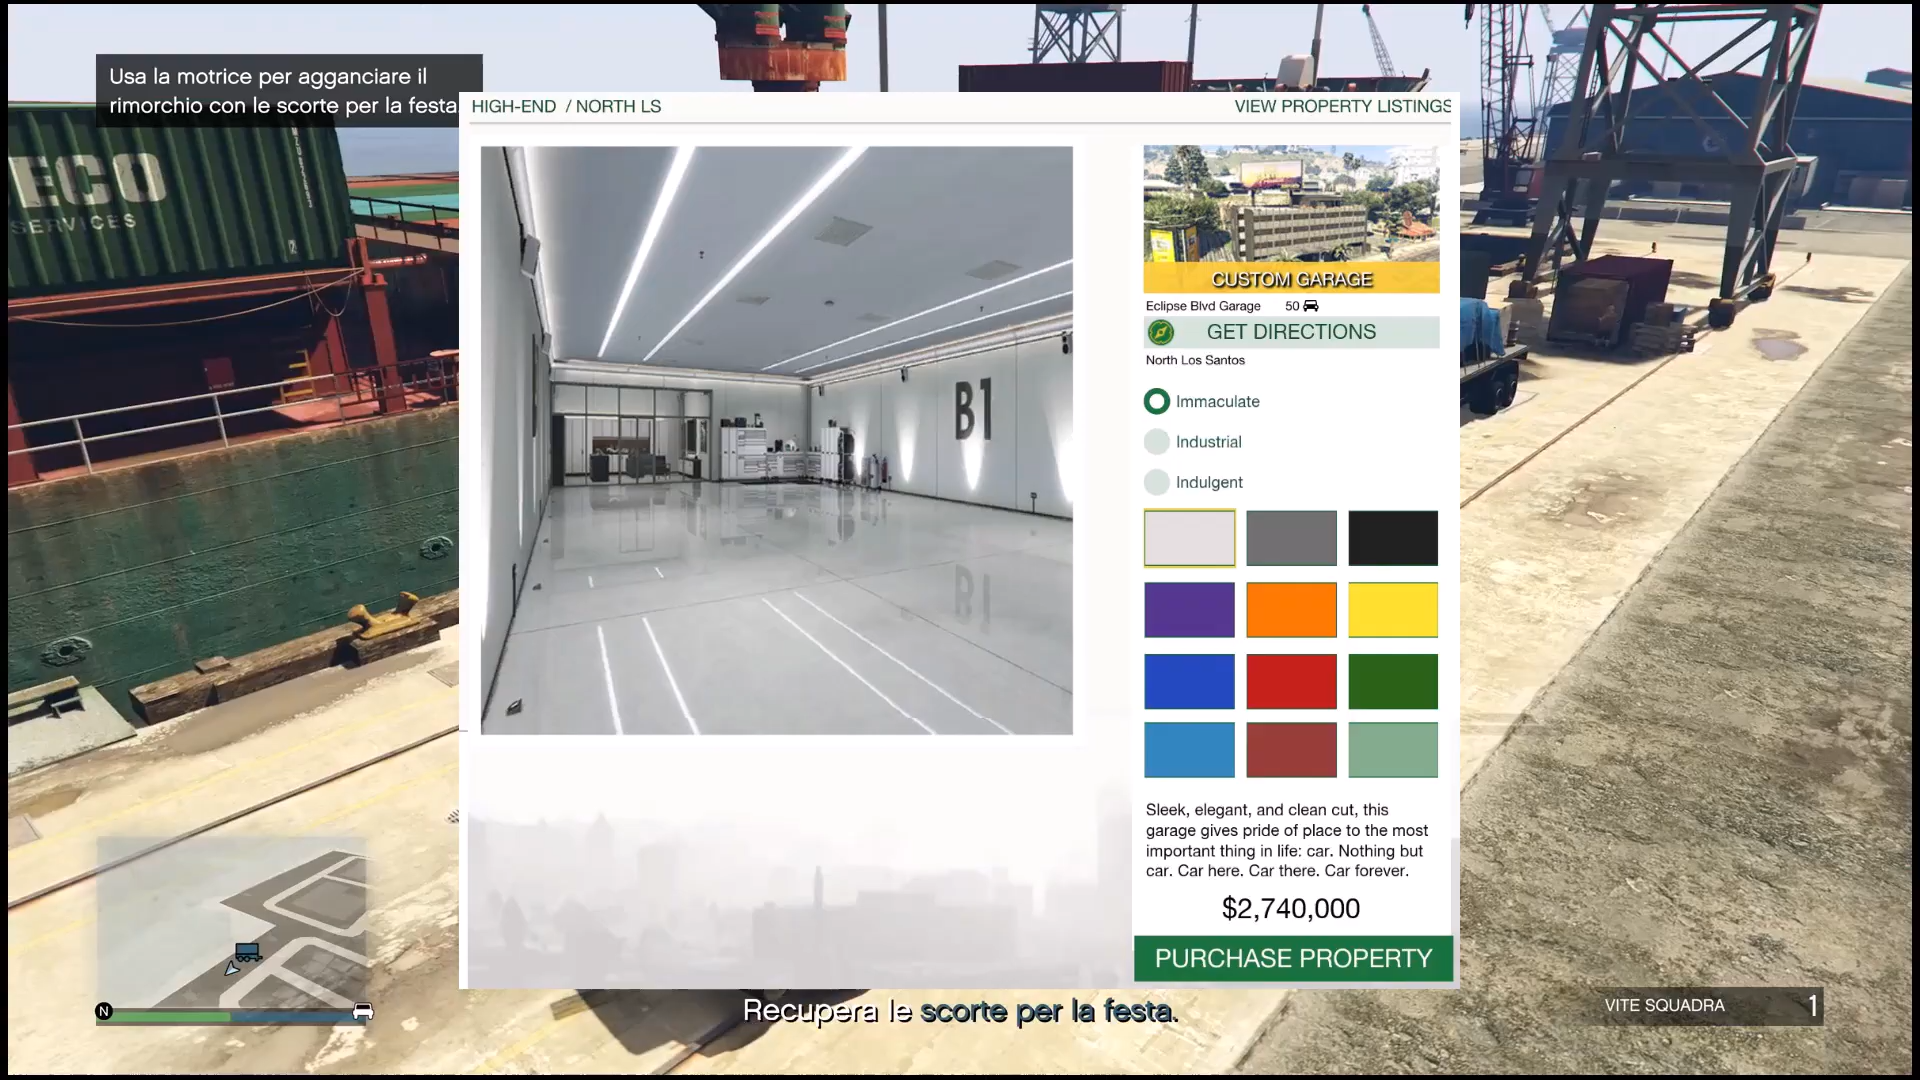 Usa la motrice per agganciare il
rimorchio con le scorte per la festa
ECO
SERVICES
HIGH-END / NORTH LS
VIEW PROPERTY LISTINGS
B1
CUSTOM GARAGE
Eclipse Blvd Garage 50
GET DIRECTIONS
North Los Santos
Immaculate
Industrial
Indulgent
Sleek, elegant, and clean cut, this
garage gives pride of place to the most
important thing in life: car. Nothing but
car. Car here. Car there. Car forever.
$2,740,000
PURCHASE PROPERTY
N
Recupera le scorte per la festa.
VITE SQUADRA 1